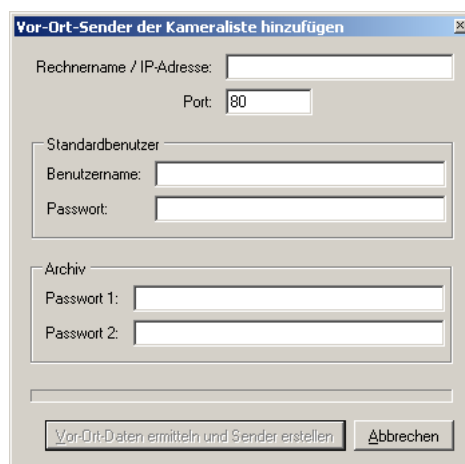 Vor-Ort-Sender der Kameraliste hinzufügen
Rechnername / IP-Adresse:
Port: 80
Standardbenutzer
Benutzername:
Passwort:
Archiv
Passwort 1:
Passwort 2:
Vor-Ort-Daten ermitteln und Sender erstellen Abbrechen